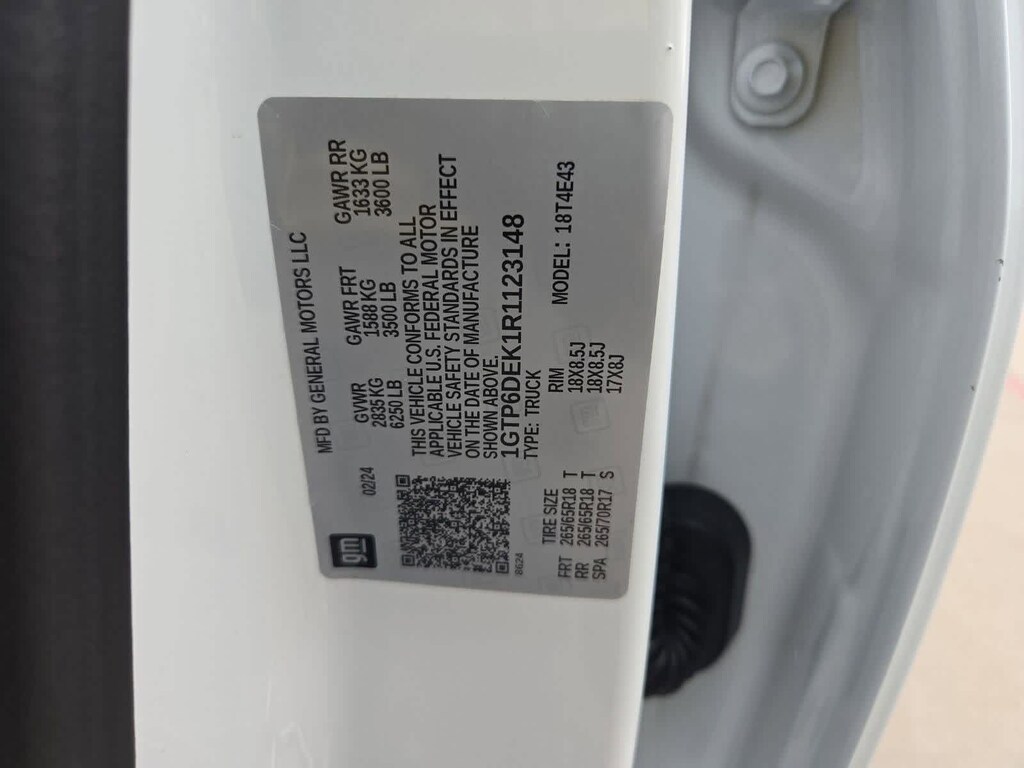 gm
MFD BY GENERAL MOTORS LLC
02/24
GVWR GAWR FRT GAWR RR
2835 KG 1588 KG 1633 KG
6250 LB 3500 LB 3600 LB
THIS VEHICLE CONFORMS TO ALL
APPLICABLE U.S. FEDERAL MOTOR
VEHICLE SAFETY STANDARDS IN EFFECT
ON THE DATE OF MANUFACTURE
SHOWN ABOVE.
1GTP6DEK1R1123148
TYPE: TRUCK
8624
TIRE SIZE RIM MODEL: 18T4E43
FRT 265/65R18 T 18X8.5J
RR 265/65R18 T 18X8.5J
SPA 265/70R17 S 17X8J